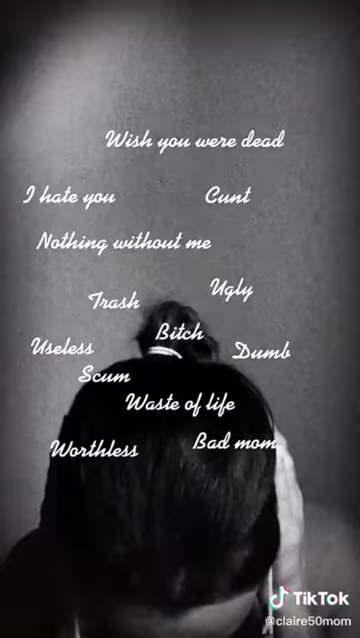 Wish you were dead
I hate you
Cunt
Nothing without me
Ugly
Trash
Bitch
Useless
Dumb
Scum
Waste of life
Bad mom
Worthless
TikTok
@claire50mom